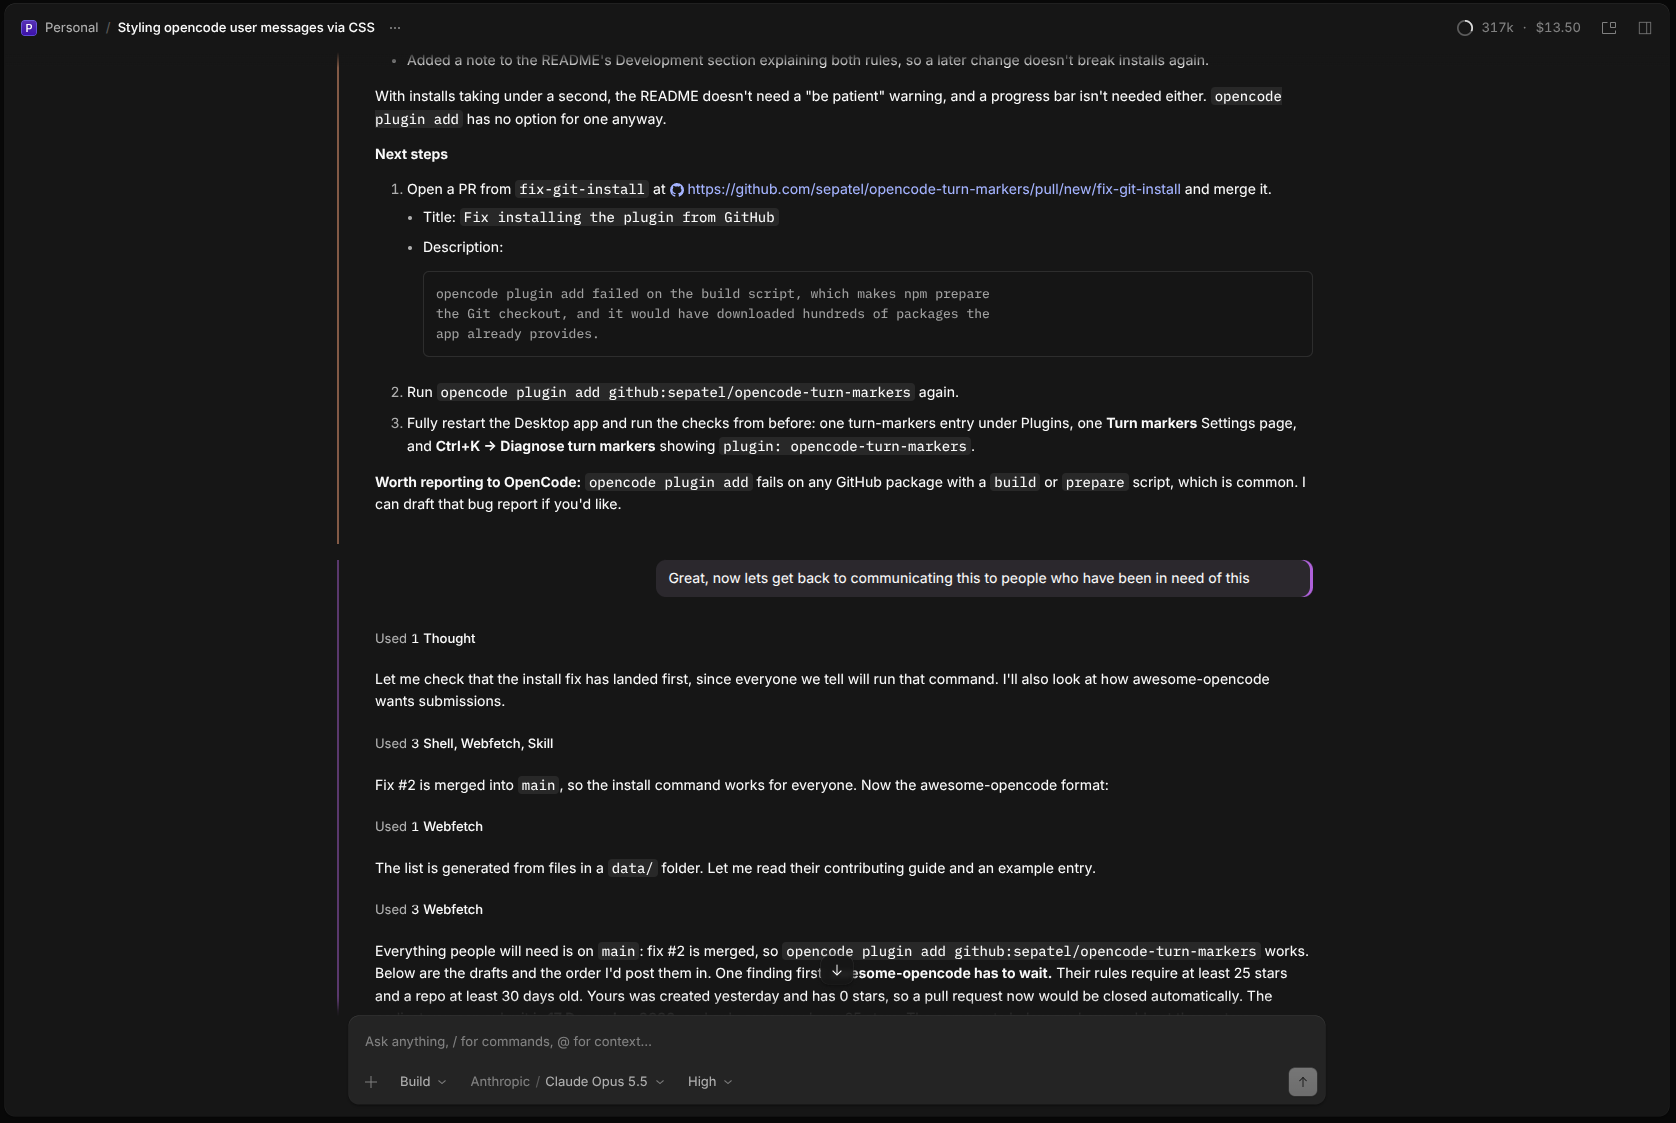 P Personal / Styling opencode user messages via CSS ...
317k · $13.50
• Added a note to the README's Development section explaining both rules, so a later change doesn't break installs again.
With installs taking under a second, the README doesn't need a "be patient" warning, and a progress bar isn't needed either. opencode
plugin add has no option for one anyway.
Next steps
1. Open a PR from fix-git-install at https://github.com/sepatel/opencode-turn-markers/pull/new/fix-git-install and merge it.
• Title: Fix installing the plugin from GitHub
• Description:
opencode plugin add failed on the build script, which makes npm prepare
the Git checkout, and it would have downloaded hundreds of packages the
app already provides.
2. Run opencode plugin add github:sepatel/opencode-turn-markers again.
3. Fully restart the Desktop app and run the checks from before: one turn-markers entry under Plugins, one Turn markers Settings page,
and Ctrl+K → Diagnose turn markers showing plugin: opencode-turn-markers.
Worth reporting to OpenCode: opencode plugin add fails on any GitHub package with a build or prepare script, which is common. I
can draft that bug report if you'd like.
Great, now lets get back to communicating this to people who have been in need of this
Used 1 Thought
Let me check that the install fix has landed first, since everyone we tell will run that command. I'll also look at how awesome-opencode
wants submissions.
Used 3 Shell, Webfetch, Skill
Fix #2 is merged into main, so the install command works for everyone. Now the awesome-opencode format:
Used 1 Webfetch
The list is generated from files in a data/ folder. Let me read their contributing guide and an example entry.
Used 3 Webfetch
Everything people will need is on main: fix #2 is merged, so opencode plugin add github:sepatel/opencode-turn-markers works.
Below are the drafts and the order I'd post them in. One finding first esome-opencode has to wait. Their rules require at least 25 stars
and a repo at least 30 days old. Yours was created yesterday and has 0 stars, so a pull request now would be closed automatically. The
Ask anything, / for commands, @ for context...
Build Anthropic / Claude Opus 5.5 High